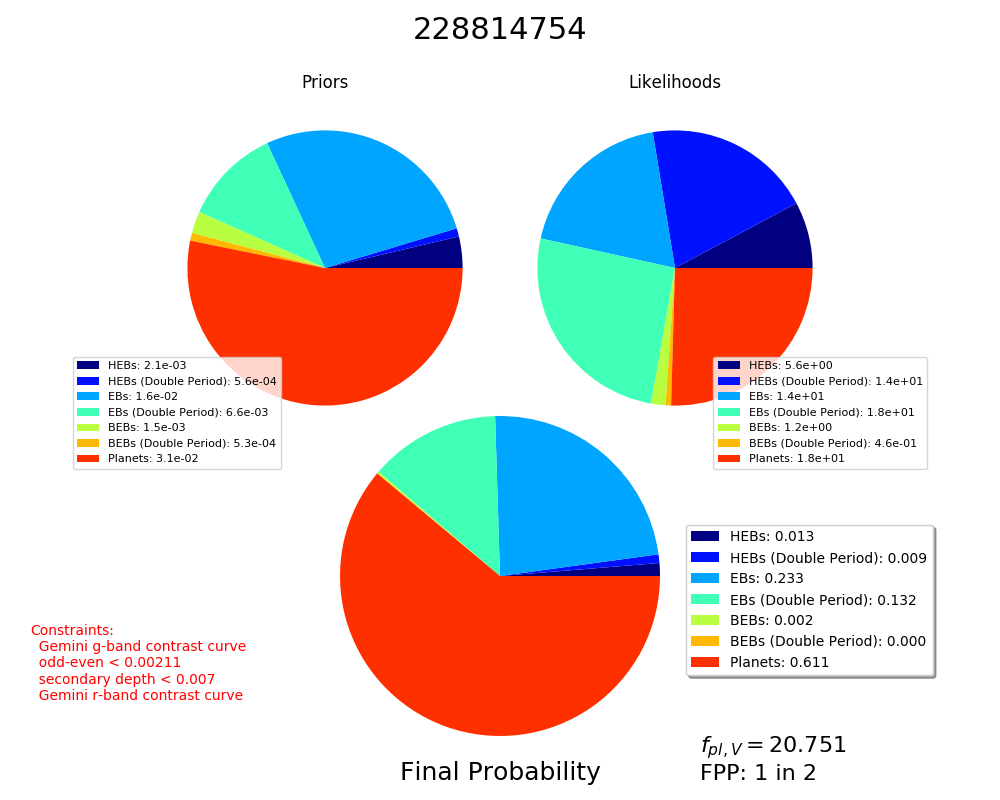 228814754
Priors
Likelihoods
HEBs: 2.1e-03
HEBs (Double Period): 5.6e-04
EBs: 1.6e-02
EBs (Double Period): 6.6e-03
BEBs: 1.5e-03
BEBs (Double Period): 5.3e-04
Planets: 3.1e-02
HEBs: 5.6e+00
HEBs (Double Period): 1.4e+01
EBs: 1.4e+01
EBs (Double Period): 1.8e+01
BEBs: 1.2e+00
BEBs (Double Period): 4.6e-01
Planets: 1.8e+01
HEBs: 0.013
HEBs (Double Period): 0.009
EBs: 0.233
EBs (Double Period): 0.132
BEBs: 0.002
BEBs (Double Period): 0.000
Planets: 0.611
Constraints:
Gemini g-band contrast curve
odd-even < 0.00211
secondary depth < 0.007
Gemini r-band contrast curve
Final Probability
f_{pl,V} = 20.751
FPP: 1 in 2